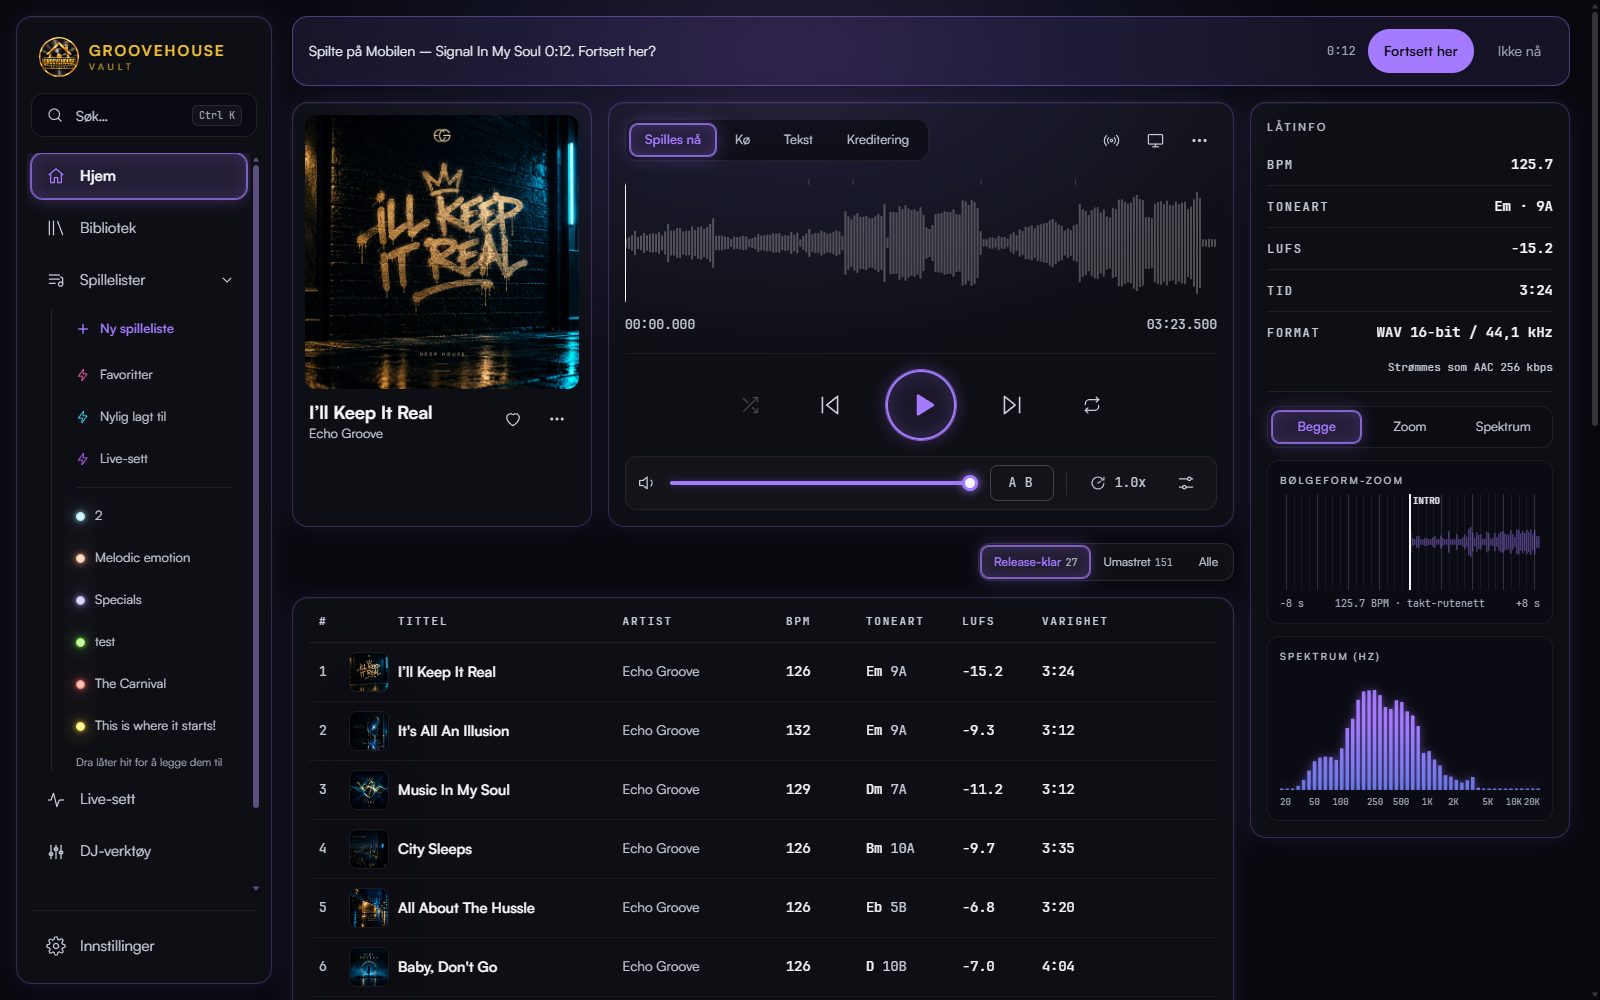 GROOVEHOUSE
VAULT
Søk...
Ctrl K
Hjem
Bibliotek
Spillelister
Ny spilleliste
Favoritter
Nylig lagt til
Live-sett
2
Melodic emotion
Specials
test
The Carnival
This is where it starts!
Dra låter hit for å legge dem til
Live-sett
DJ-verktøy
Innstillinger
Spilte på Mobilen — Signal In My Soul 0:12. Fortsett her?
0:12
Fortsett her
Ikke nå
EG
ILL KEEP
IT REAL
DEEP HOUSE
I'll Keep It Real
Echo Groove
Spilles nå
Kø
Tekst
Kreditering
00:00.000
03:23.500
A B
1.0x
LÅTINFO
BPM 125.7
TONEART Em · 9A
LUFS -15.2
TID 3:24
FORMAT WAV 16-bit / 44,1 kHz
Strømmes som AAC 256 kbps
Begge
Zoom
Spektrum
BØLGEFORM-ZOOM
INTRO
-8 s 125.7 BPM · takt-rutenett +8 s
SPEKTRUM (HZ)
20 50 100 250 500 1K 2K 5K 10K 20K
Release-klar 27
Umastret 151
Alle
# TITTEL ARTIST BPM TONEART LUFS VARIGHET
1 I'll Keep It Real Echo Groove 126 Em 9A -15.2 3:24
2 It's All An Illusion Echo Groove 132 Em 9A -9.3 3:12
3 Music In My Soul Echo Groove 129 Dm 7A -11.2 3:12
4 City Sleeps Echo Groove 126 Bm 10A -9.7 3:35
5 All About The Hussle Echo Groove 126 Eb 5B -6.8 3:20
6 Baby, Don't Go Echo Groove 126 D 10B -7.0 4:04